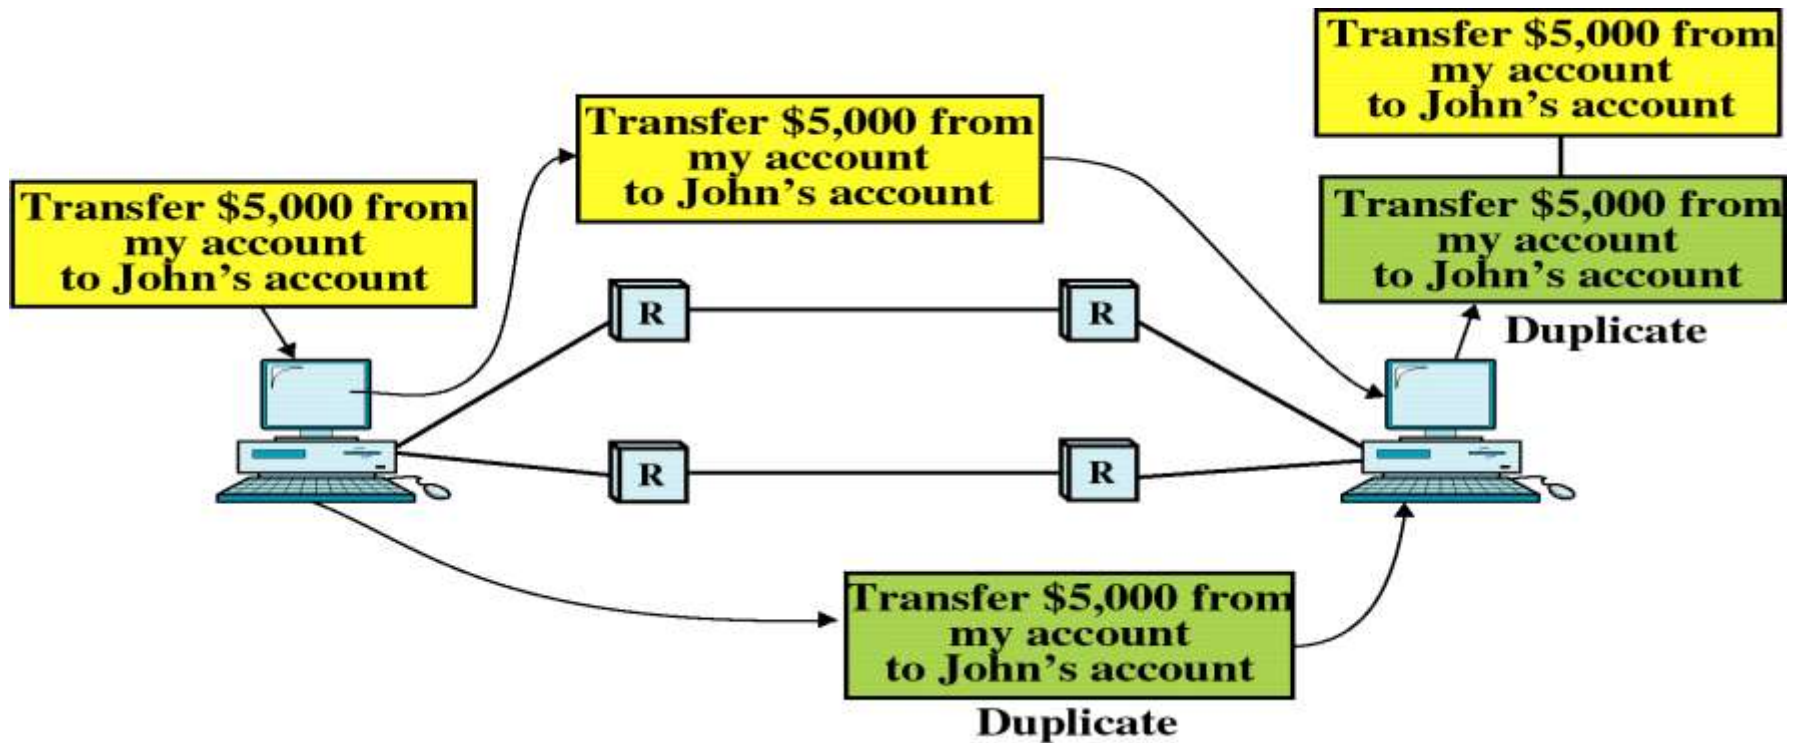 Transfer $5,000 from
my account
to John’s account
Transfer $5,000 from
my account
to John’s account
Transfer $5,000 from
my account
to John’s account
Transfer $5,000 from
my account
to John’s account
Duplicate
R
R
R
R
Transfer $5,000 from
my account
to John’s account
Duplicate